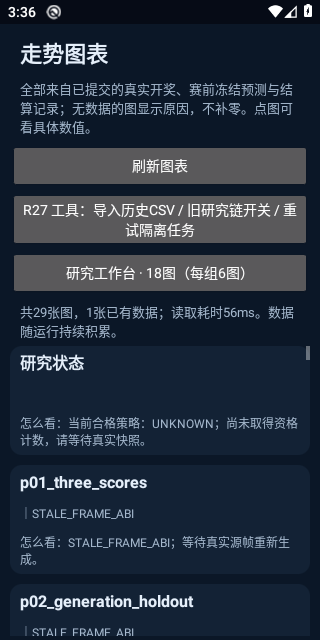 3:36
走势图表
全部来自已提交的真实开奖、赛前冻结预测与结
算记录；无数据的图显示原因，不补零。点图可
看具体数值。
刷新图表
R27 工具：导入历史CSV / 旧研究链开关 / 重
试隔离任务
研究工作台 · 18图（每组6图）
共29张图，1张已有数据；读取耗时56ms。数据
随运行持续积累。
研究状态
怎么看：当前合格策略：UNKNOWN；尚未取得资格
计数，请等待真实快照。
p01_three_scores
｜STALE_FRAME_ABI
怎么看：STALE_FRAME_ABI；等待真实源帧重新生
成。
p02_generation_holdout
｜STALE_FRAME_ABI